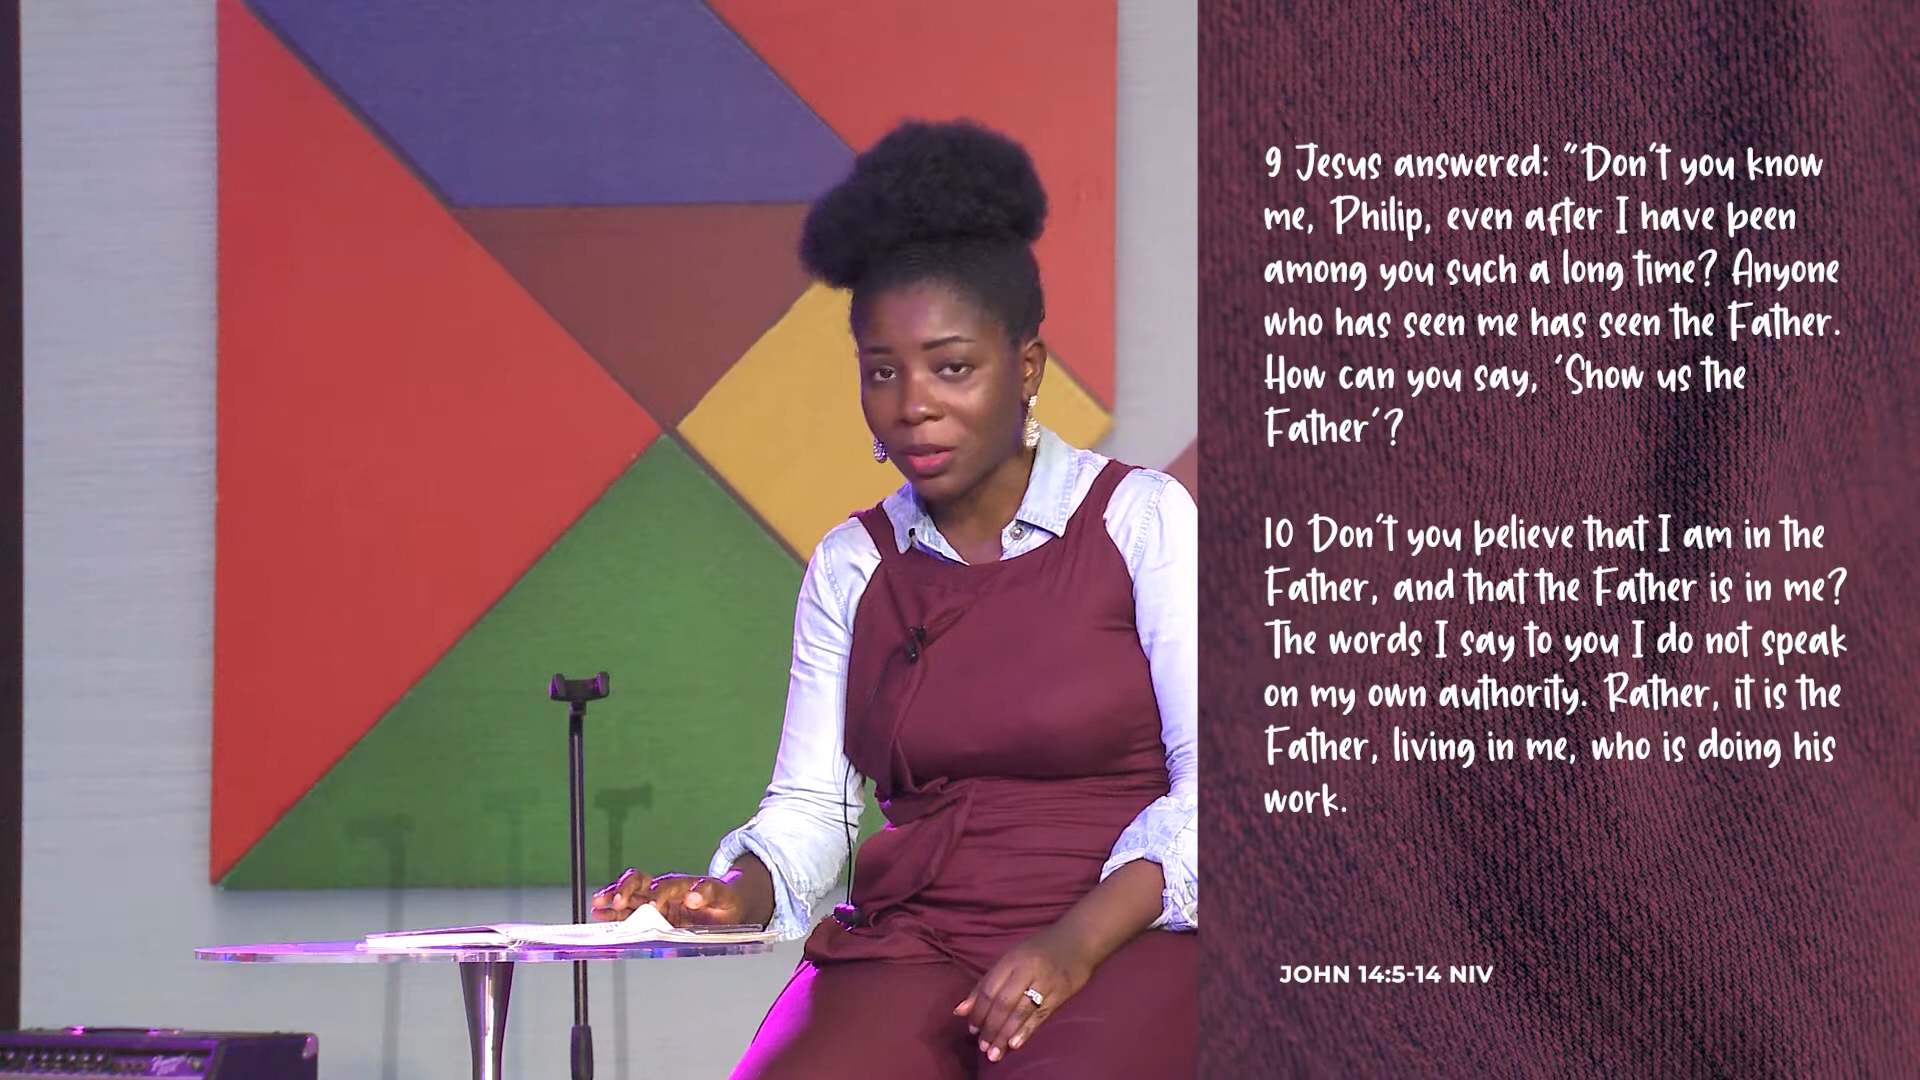 9 Jesus answered: "Don't you know
me, Philip, even after I have been
among you such a long time? Anyone
who has seen me has seen the Father.
How can you say, 'Show us the
Father'?
10 Don't you believe that I am in the
Father, and that the Father is in me?
The words I say to you I do not speak
on my own authority. Rather, it is the
Father, living in me, who is doing his
work.
JOHN 14:5-14 NIV